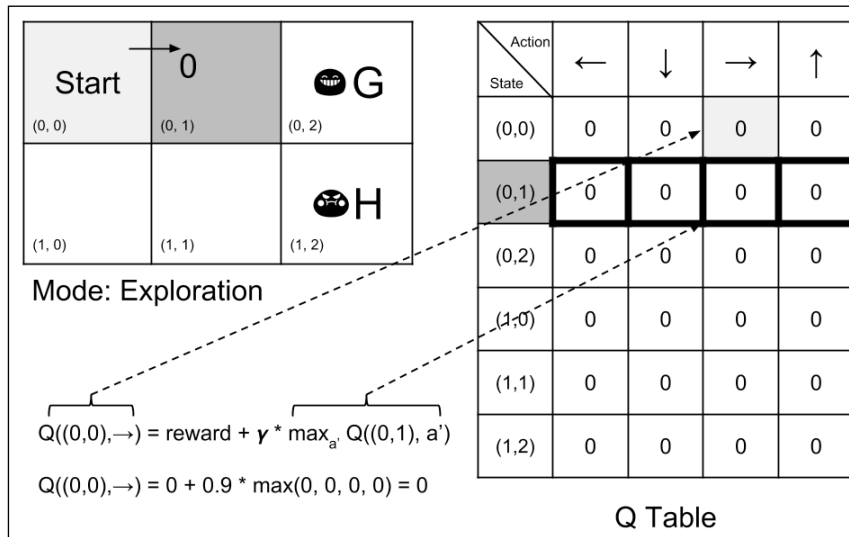 Start
0
G
(0, 0)
(0, 1)
(0, 2)
H
(1, 0)
(1, 1)
(1, 2)
Mode: Exploration
Q((0,0),→) = reward + γ * maxa' Q((0,1), a')
Q((0,0),→) = 0 + 0.9 * max(0, 0, 0, 0) = 0
Action
State
← ↓ → ↑
(0,0) 0 0 0 0
(0,1) 0 0 0 0
(0,2) 0 0 0 0
(1,0) 0 0 0 0
(1,1) 0 0 0 0
(1,2) 0 0 0 0
Q Table